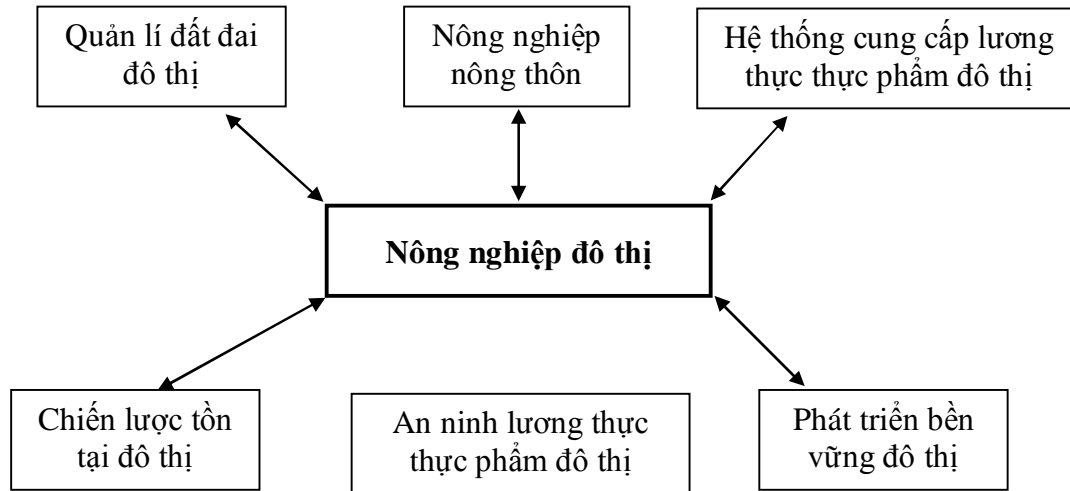 Quản lí đất đai
đô thị
Nông nghiệp
nông thôn
Hệ thống cung cấp lương
thực thực phẩm đô thị
Nông nghiệp đô thị
Chiến lược tồn
tại đô thị
An ninh lương thực
thực phẩm đô thị
Phát triển bền
vững đô thị